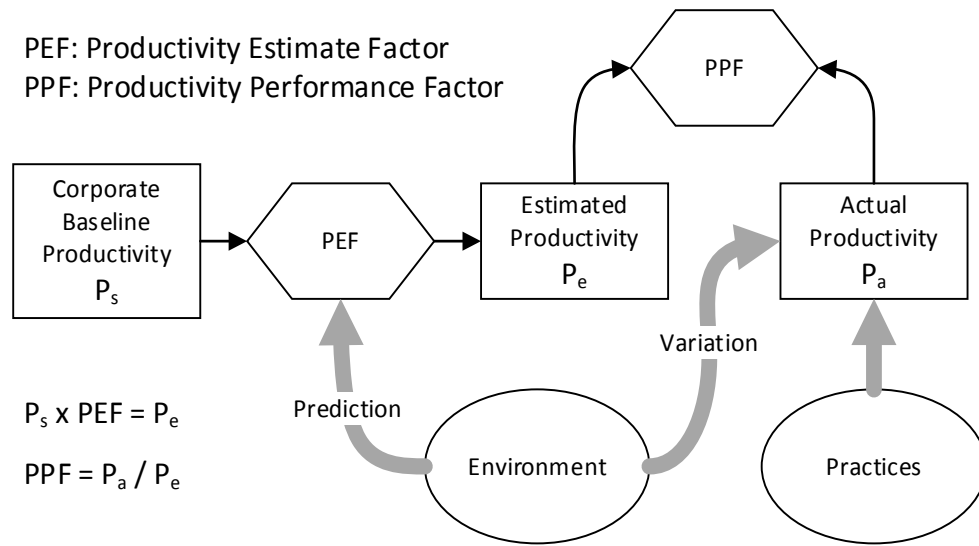 PEF: Productivity Estimate Factor
PPF: Productivity Performance Factor
PPF
Corporate
Baseline
Productivity
Pₛ
PEF
Estimated
Productivity
Pₑ
Actual
Productivity
Pₐ
Variation
Prediction
Pₛ x PEF = Pₑ
PPF = Pₐ / Pₑ
Environment
Practices